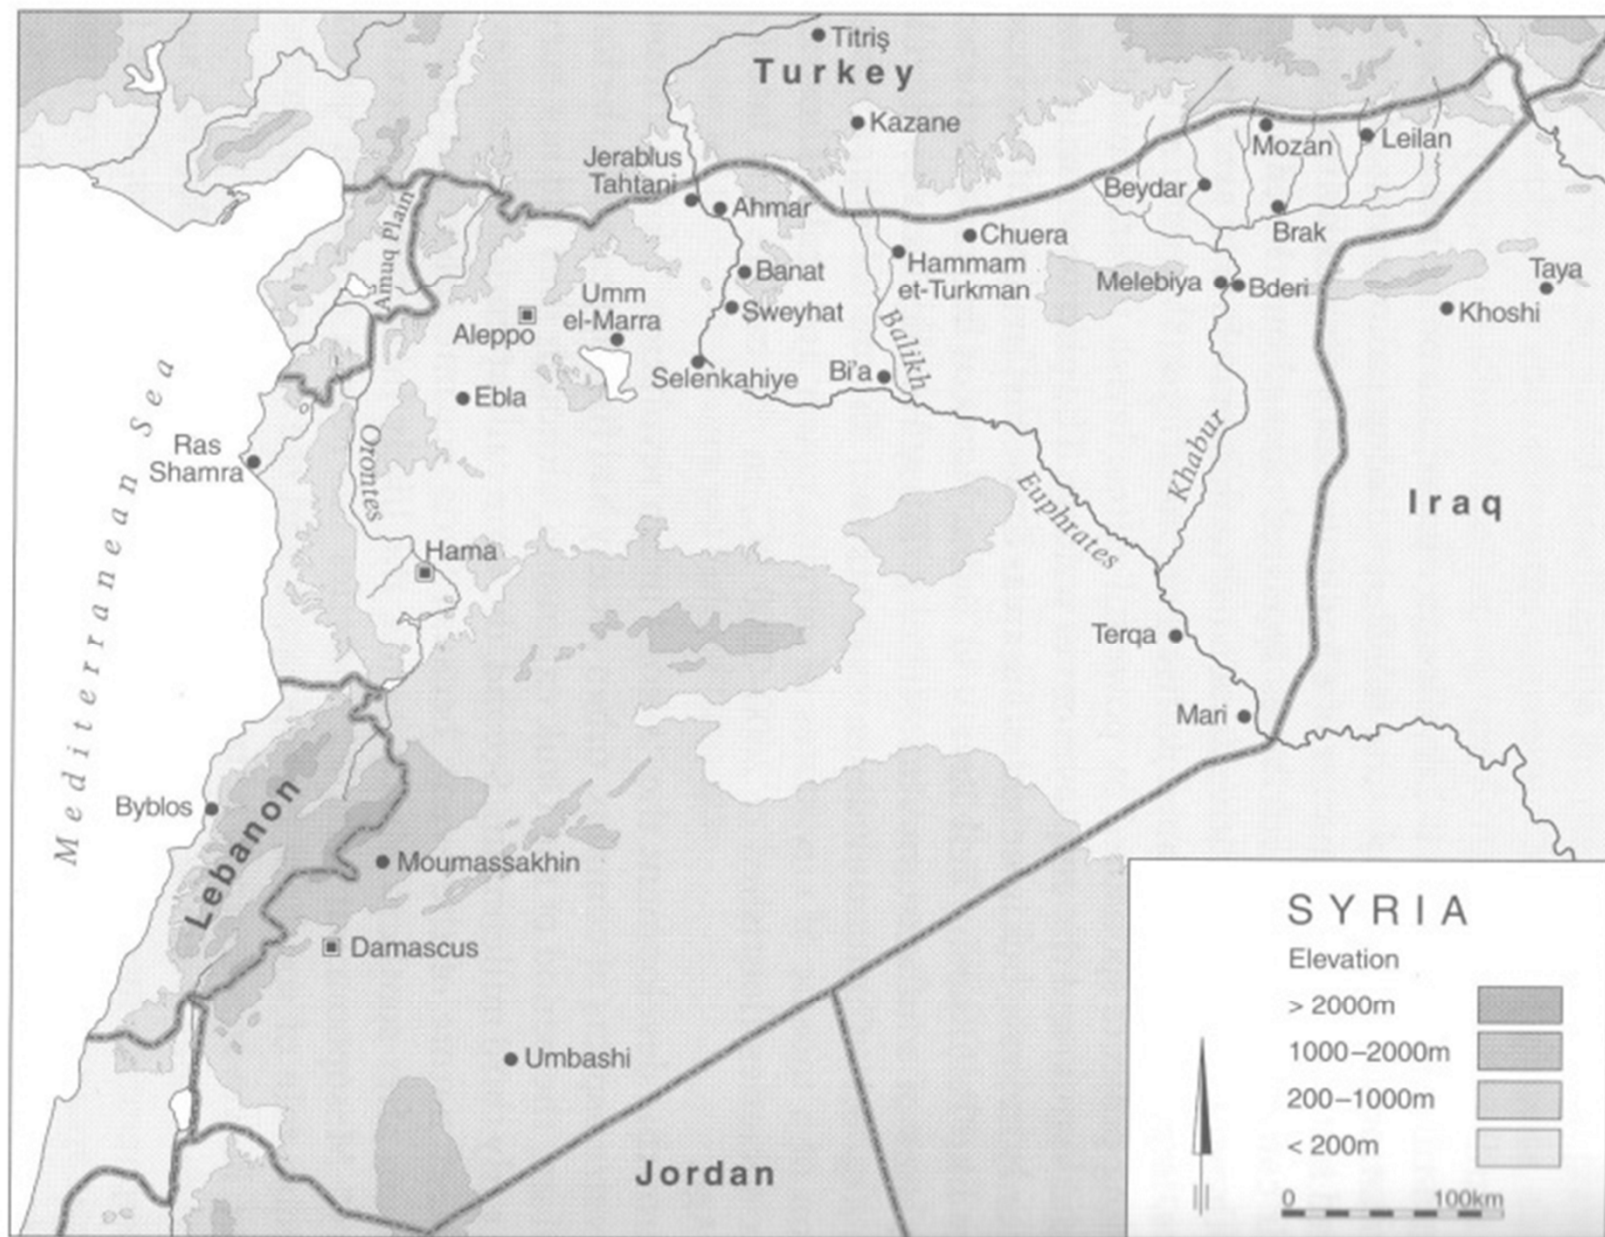 Titriş
Turkey
Kazane
Jerablus
Tahtani
Ahmar
Mozan
Leilan
Beydar
Brak
Amuq Plain
Chuera
Banat
Hammam
et-Turkman
Melebiya
Bderi
Taya
Khoshi
Umm
el-Marra
Sweyhat
Aleppo
Selenkahiye
Bi'a
Balikh
Ebla
Mediterranean Sea
Ras
Shamra
Orontes
Khabur
Iraq
Euphrates
Hama
Terqa
Mari
Byblos
Lebanon
Moumassakhin
Damascus
Umbashi
Jordan
SYRIA
Elevation
> 2000m
1000–2000m
200–1000m
< 200m
0 100km